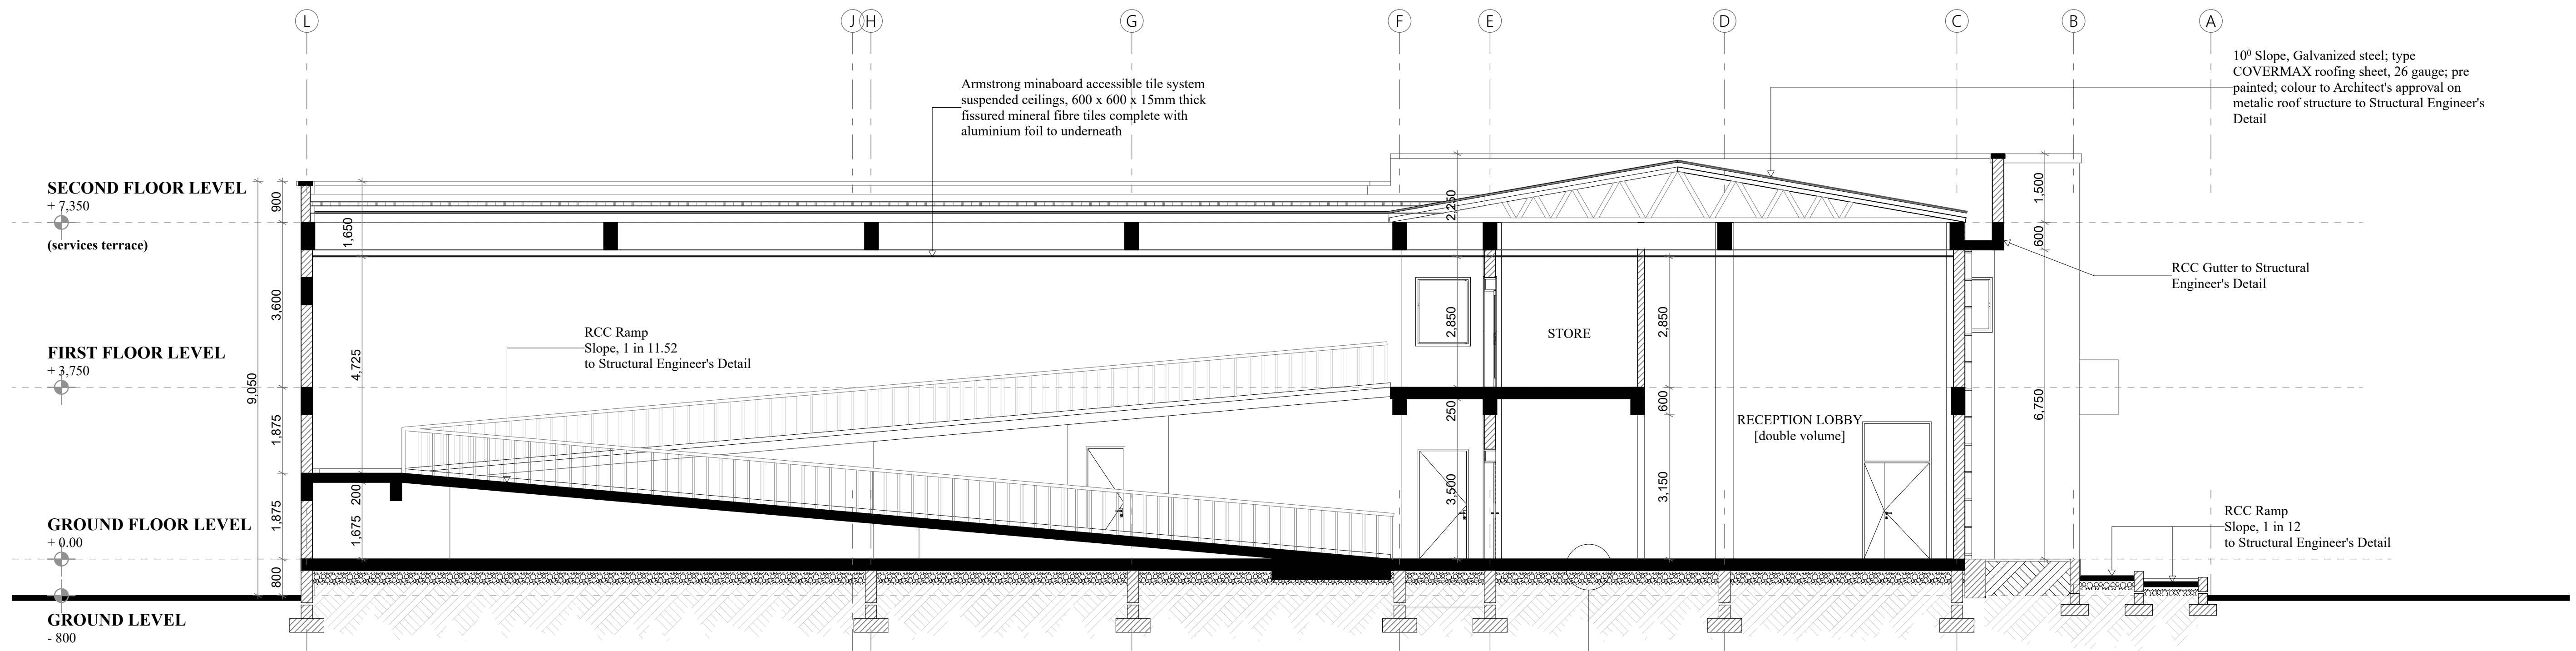 L
J
H
G
F
E
D
C
B
A
10⁰ Slope, Galvanized steel; type
COVERMAX roofing sheet, 26 gauge; pre
painted; colour to Architect's approval on
metalic roof structure to Structural Engineer's
Detail
Armstrong minaboard accessible tile system
suspended ceilings, 600 x 600 x 15mm thick
fissured mineral fibre tiles complete with
aluminium foil to underneath
SECOND FLOOR LEVEL
+ 7,350
(services terrace)
900
1,650
2,250
1,500
600
RCC Gutter to Structural
Engineer's Detail
3,600
FIRST FLOOR LEVEL
+ 3,750
9,050
4,725
RCC Ramp
Slope, 1 in 11.52
to Structural Engineer's Detail
2,850
STORE
2,850
250
600
6,750
1,875
RECEPTION LOBBY
[double volume]
200
3,500
3,150
GROUND FLOOR LEVEL
+ 0.00
1,875
1,675
RCC Ramp
Slope, 1 in 12
to Structural Engineer's Detail
800
GROUND LEVEL
- 800